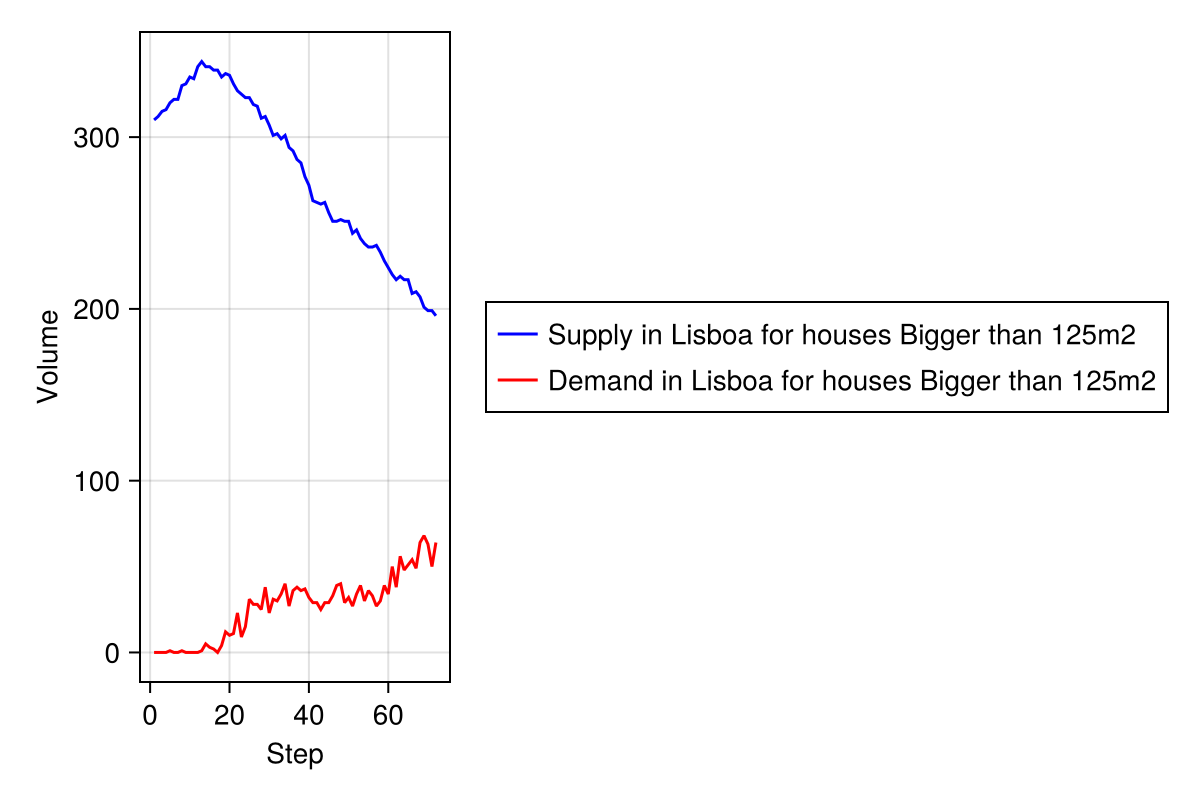 Volume
300
200
100
0
0 20 40 60
Step
Supply in Lisboa for houses Bigger than 125m2
Demand in Lisboa for houses Bigger than 125m2